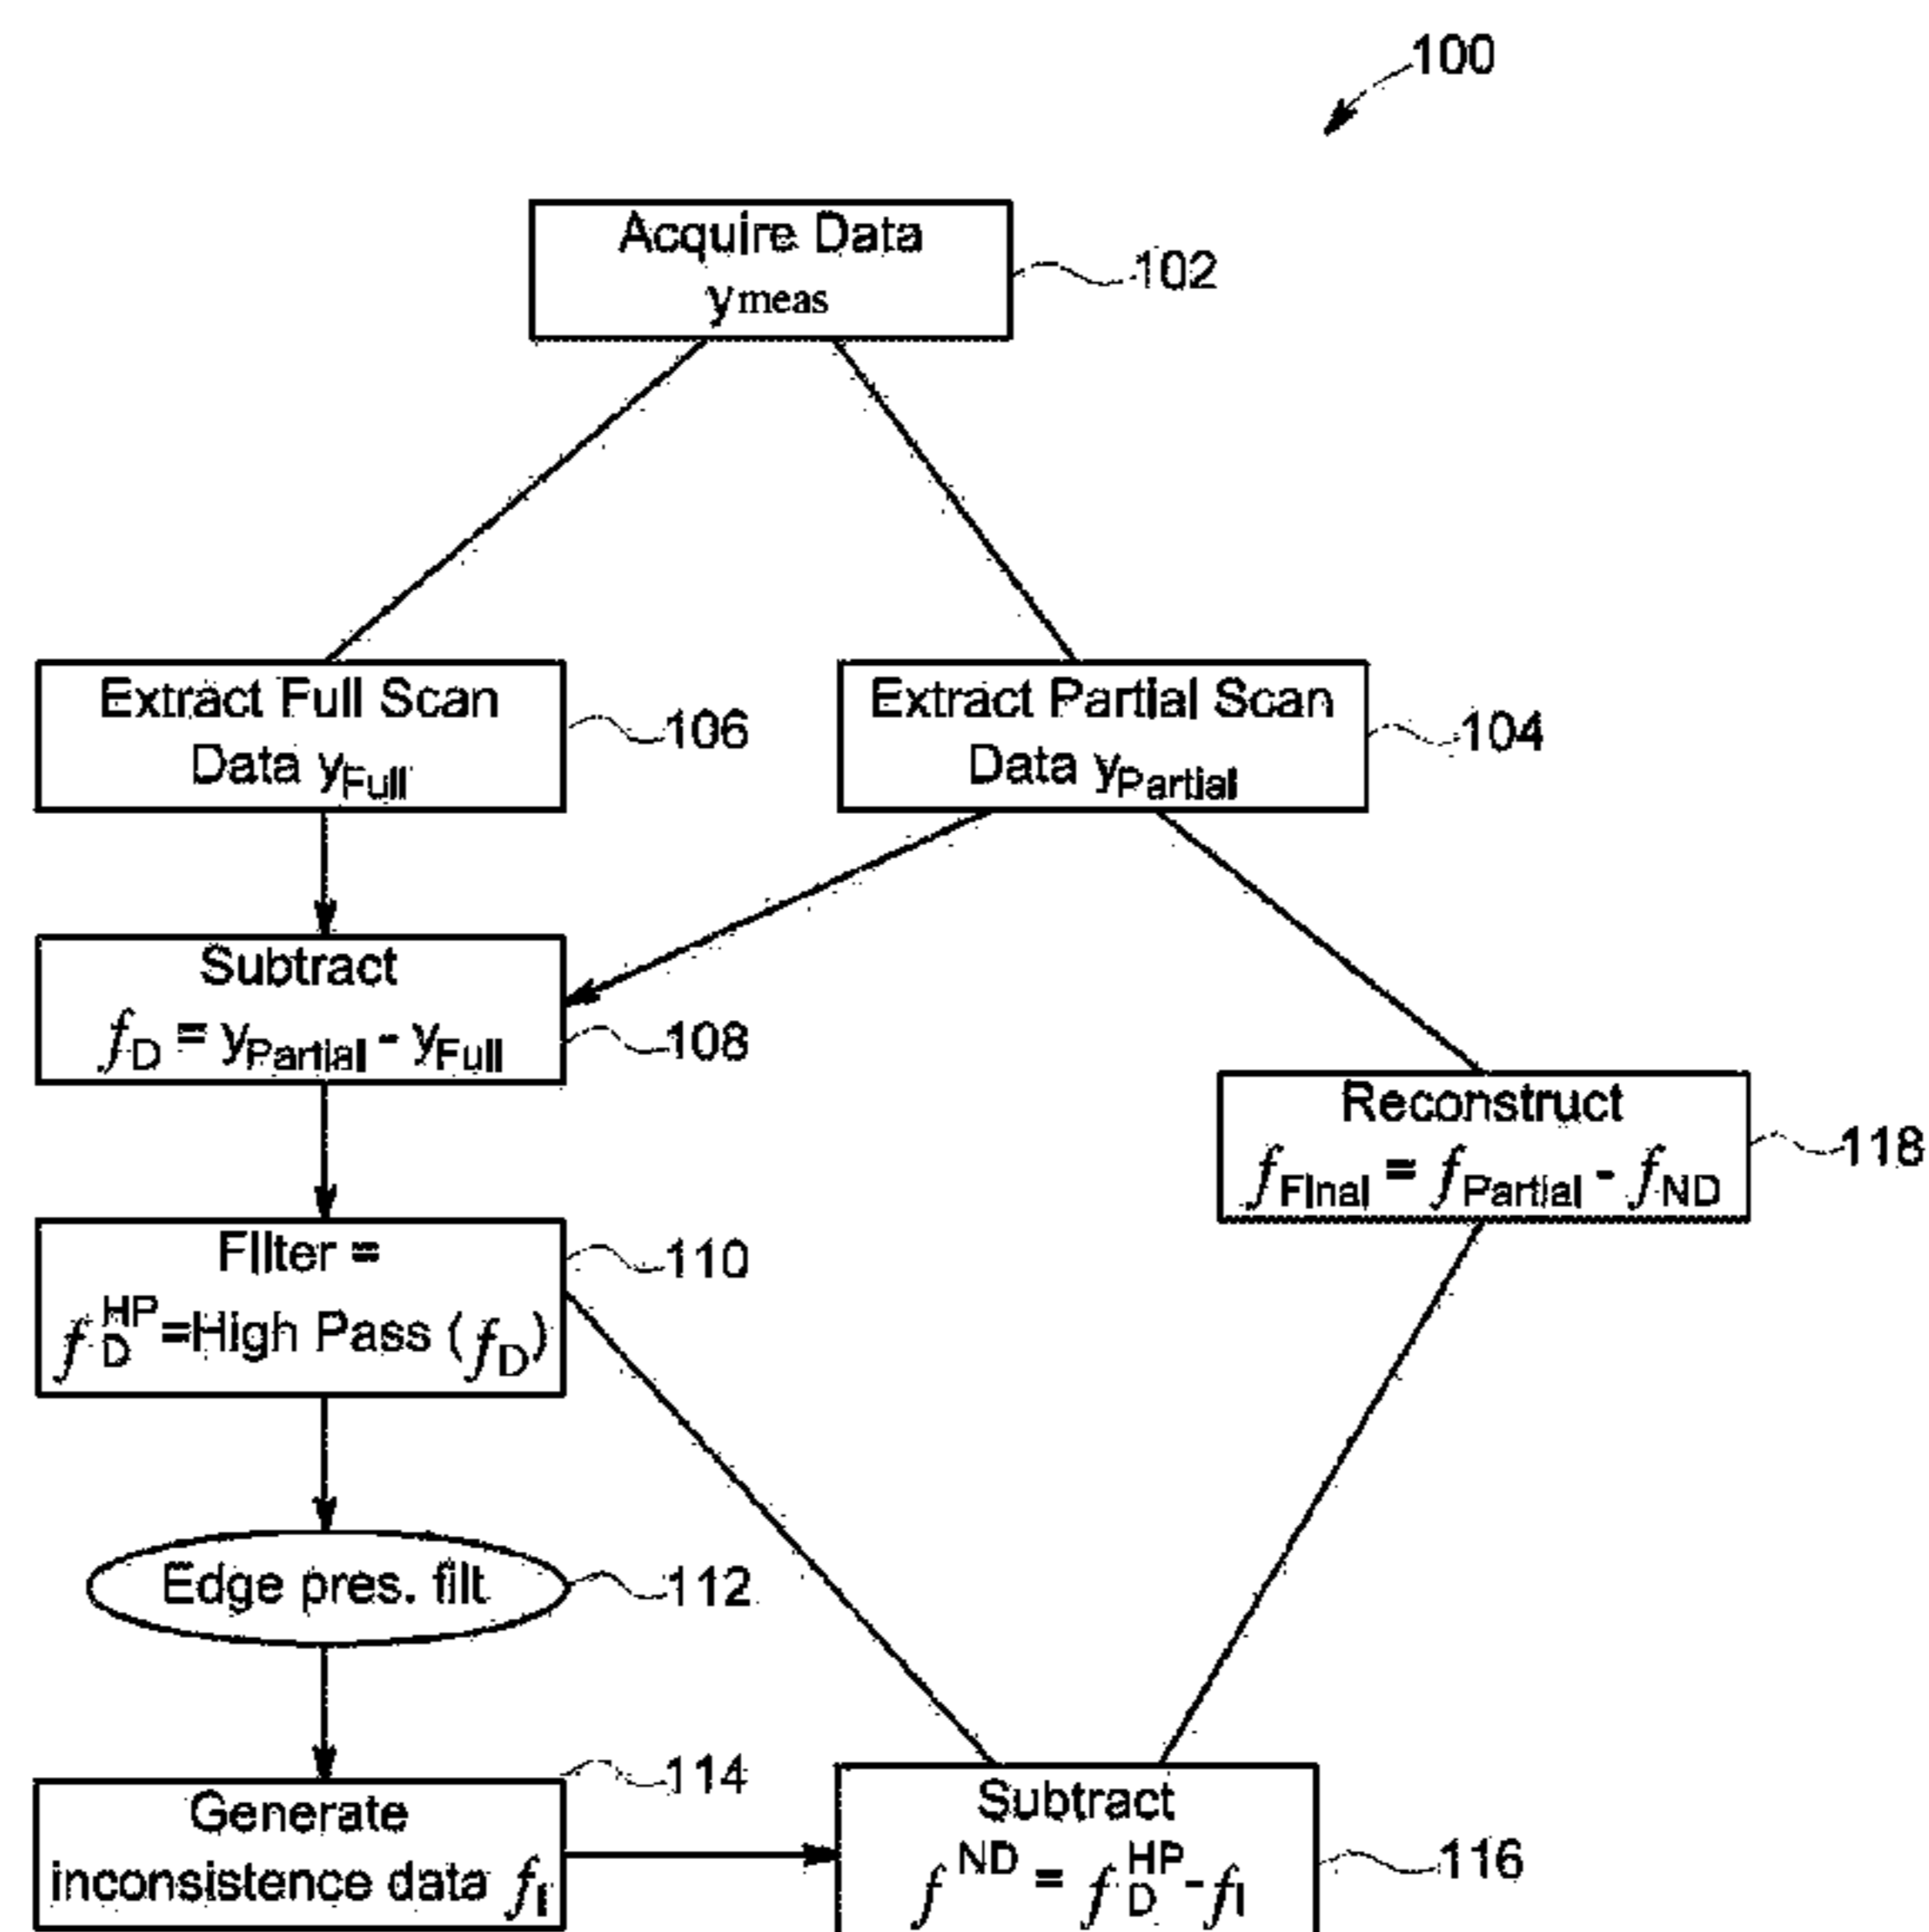 100
Acquire Data
ymeas
102
Extract Full Scan
Data yFull
106
Extract Partial Scan
Data yPartial
104
Subtract
fD = yPartial - yFull
108
Reconstruct
fFinal = fPartial - fND
118
Filter =
fDHP=High Pass (fD)
110
Edge pres. filt
112
Generate
inconsistence data fI
114
Subtract
fND = fDHP-fI
116